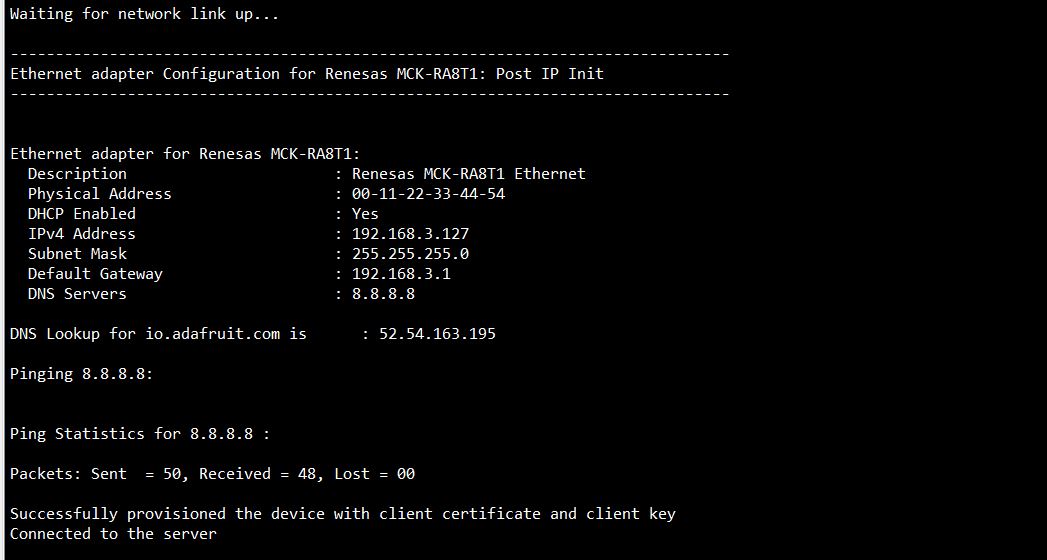 Waiting for network link up...
--------------------------------------------------------------------------------
Ethernet adapter Configuration for Renesas MCK-RA8T1: Post IP Init
--------------------------------------------------------------------------------
Ethernet adapter for Renesas MCK-RA8T1:
Description : Renesas MCK-RA8T1 Ethernet
Physical Address : 00-11-22-33-44-54
DHCP Enabled : Yes
IPv4 Address : 192.168.3.127
Subnet Mask : 255.255.255.0
Default Gateway : 192.168.3.1
DNS Servers : 8.8.8.8
DNS Lookup for io.adafruit.com is : 52.54.163.195
Pinging 8.8.8.8:
Ping Statistics for 8.8.8.8 :
Packets: Sent = 50, Received = 48, Lost = 00
Successfully provisioned the device with client certificate and client key
Connected to the server